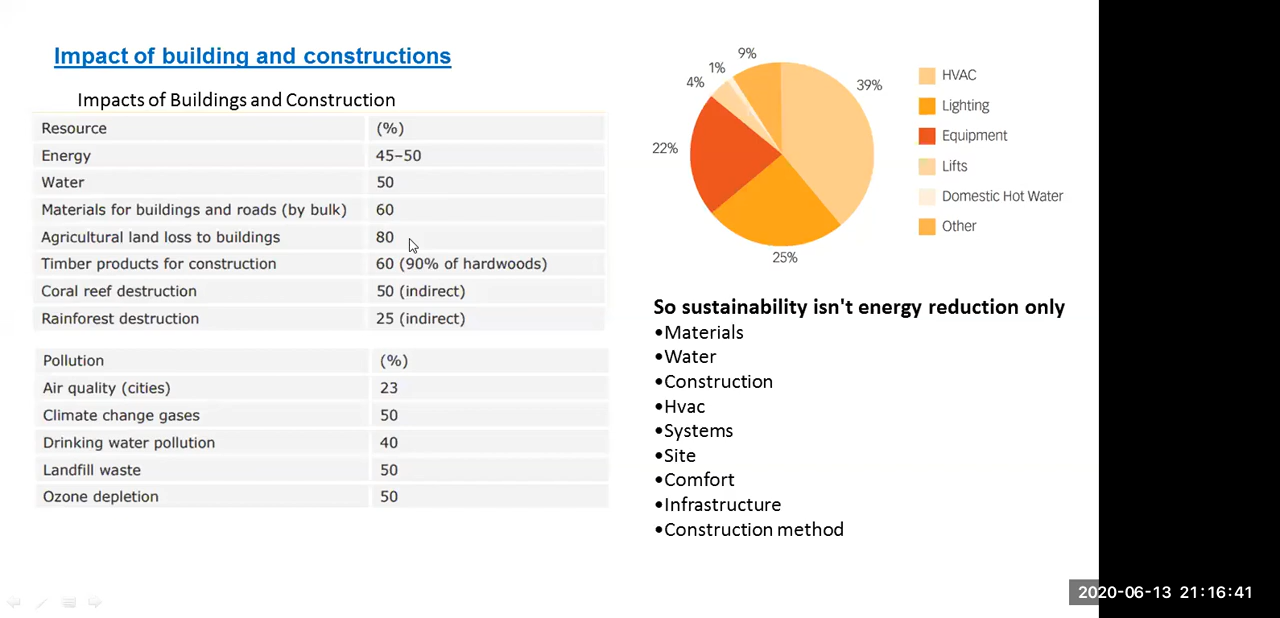 Impact of building and constructions
Impacts of Buildings and Construction
Resource (%)
Energy 45–50
Water 50
Materials for buildings and roads (by bulk) 60
Agricultural land loss to buildings 80
Timber products for construction 60 (90% of hardwoods)
Coral reef destruction 50 (indirect)
Rainforest destruction 25 (indirect)
Pollution (%)
Air quality (cities) 23
Climate change gases 50
Drinking water pollution 40
Landfill waste 50
Ozone depletion 50
9%
1%
4%
39%
22%
25%
HVAC
Lighting
Equipment
Lifts
Domestic Hot Water
Other
So sustainability isn't energy reduction only
•Materials
•Water
•Construction
•Hvac
•Systems
•Site
•Comfort
•Infrastructure
•Construction method
2020-06-13 21:16:41